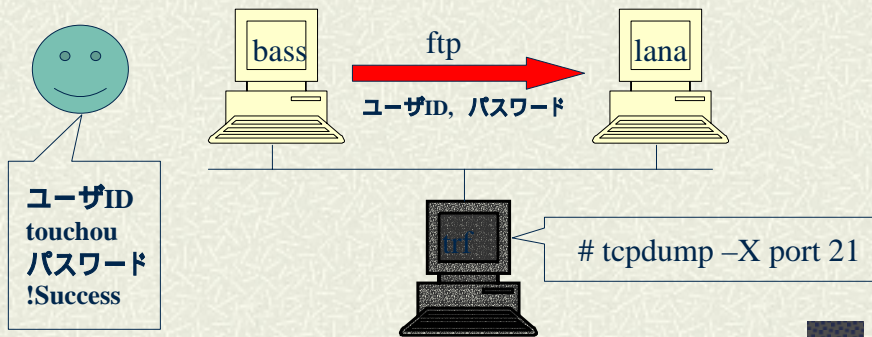 bass
ftp
lana
ユーザID, パスワード
ユーザID
touchou
パスワード
!Success
trf
# tcpdump –X port 21